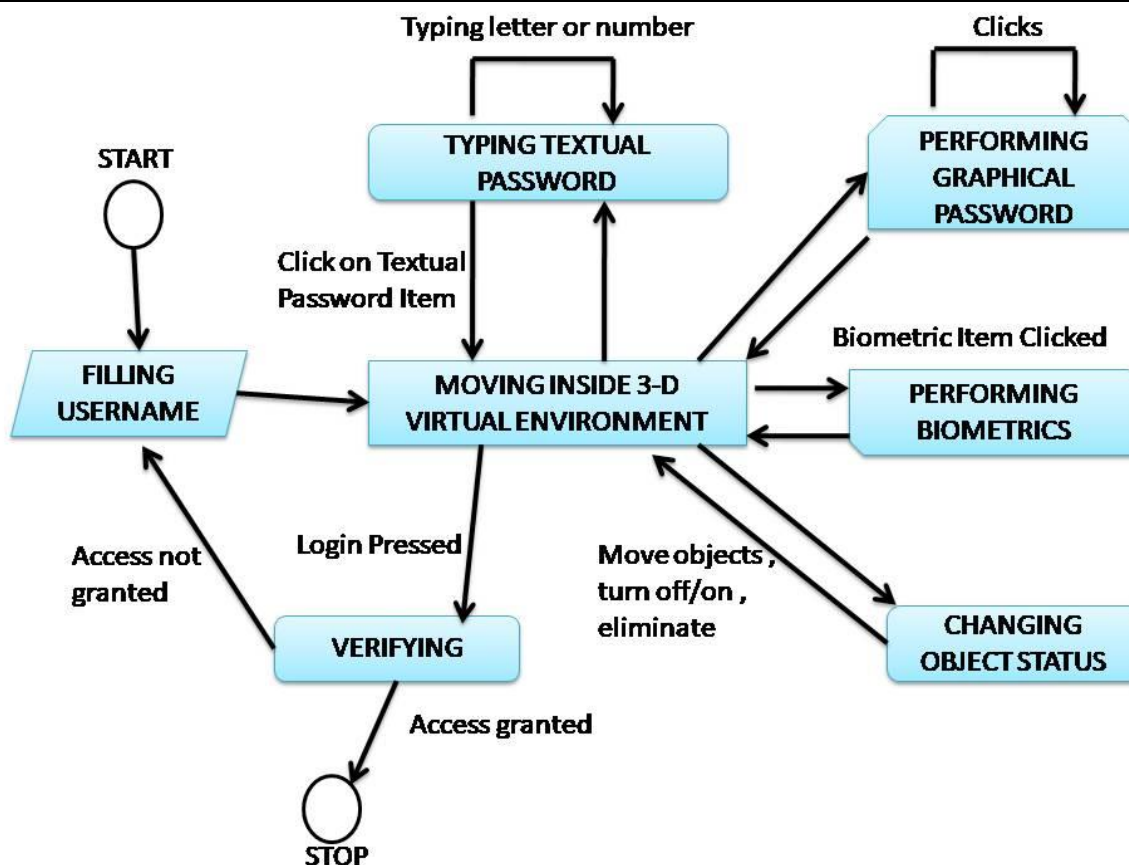 Typing letter or number
Clicks
START
TYPING TEXTUAL
PASSWORD
PERFORMING
GRAPHICAL
PASSWORD
Click on Textual
Password Item
Biometric Item Clicked
FILLING
USERNAME
MOVING INSIDE 3-D
VIRTUAL ENVIRONMENT
PERFORMING
BIOMETRICS
Access not
granted
Login Pressed
Move objects ,
turn off/on ,
eliminate
VERIFYING
CHANGING
OBJECT STATUS
Access granted
STOP